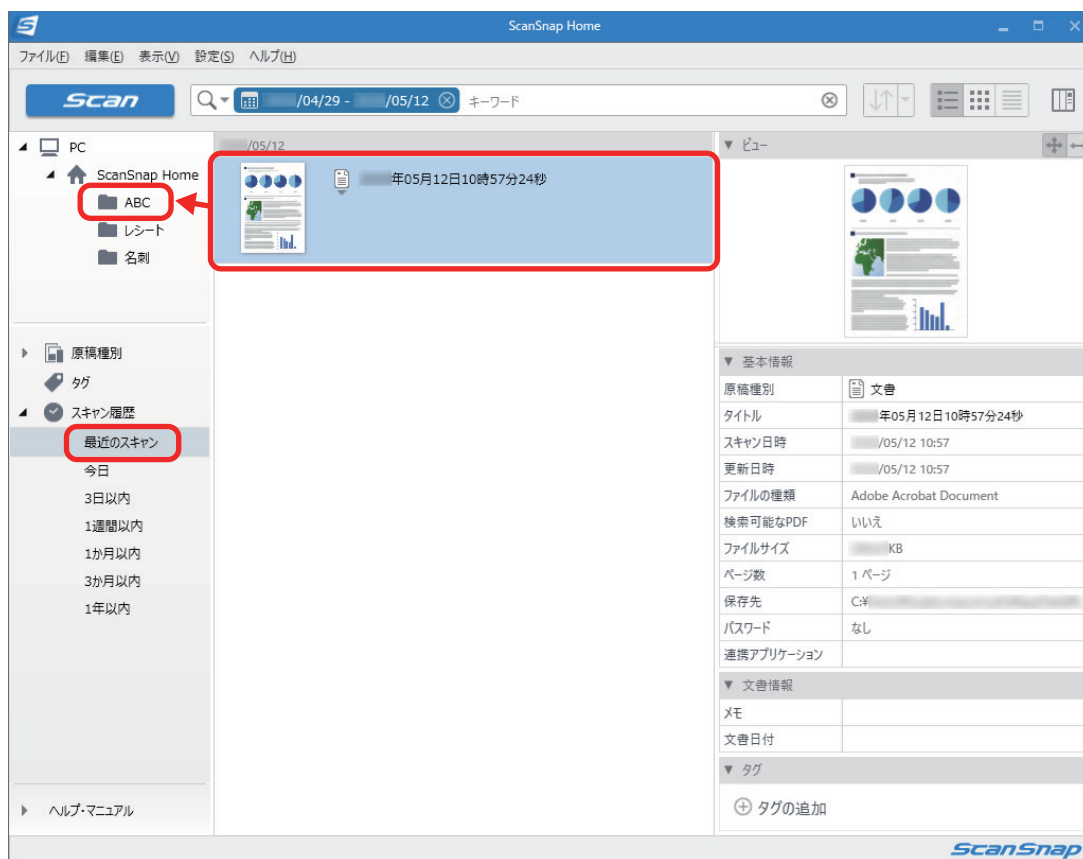 ScanSnap Home
ファイル(F) 編集(E) 表示(V) 設定(S) ヘルプ(H)
Scan
/04/29 - /05/12 キーワード
PC
ScanSnap Home
ABC
レシート
名刺
原稿種別
タグ
スキャン履歴
最近のスキャン
今日
3日以内
1週間以内
1か月以内
3か月以内
1年以内
ヘルプ・マニュアル
/05/12
年05月12日10時57分24秒
ビュー
基本情報
原稿種別 文書
タイトル 年05月12日10時57分24秒
スキャン日時 /05/12 10:57
更新日時 /05/12 10:57
ファイルの種類 Adobe Acrobat Document
検索可能なPDF いいえ
ファイルサイズ KB
ページ数 1 ページ
保存先 C:¥
パスワード なし
連携アプリケーション
文書情報
メモ
文書日付
タグ
タグの追加
ScanSnap